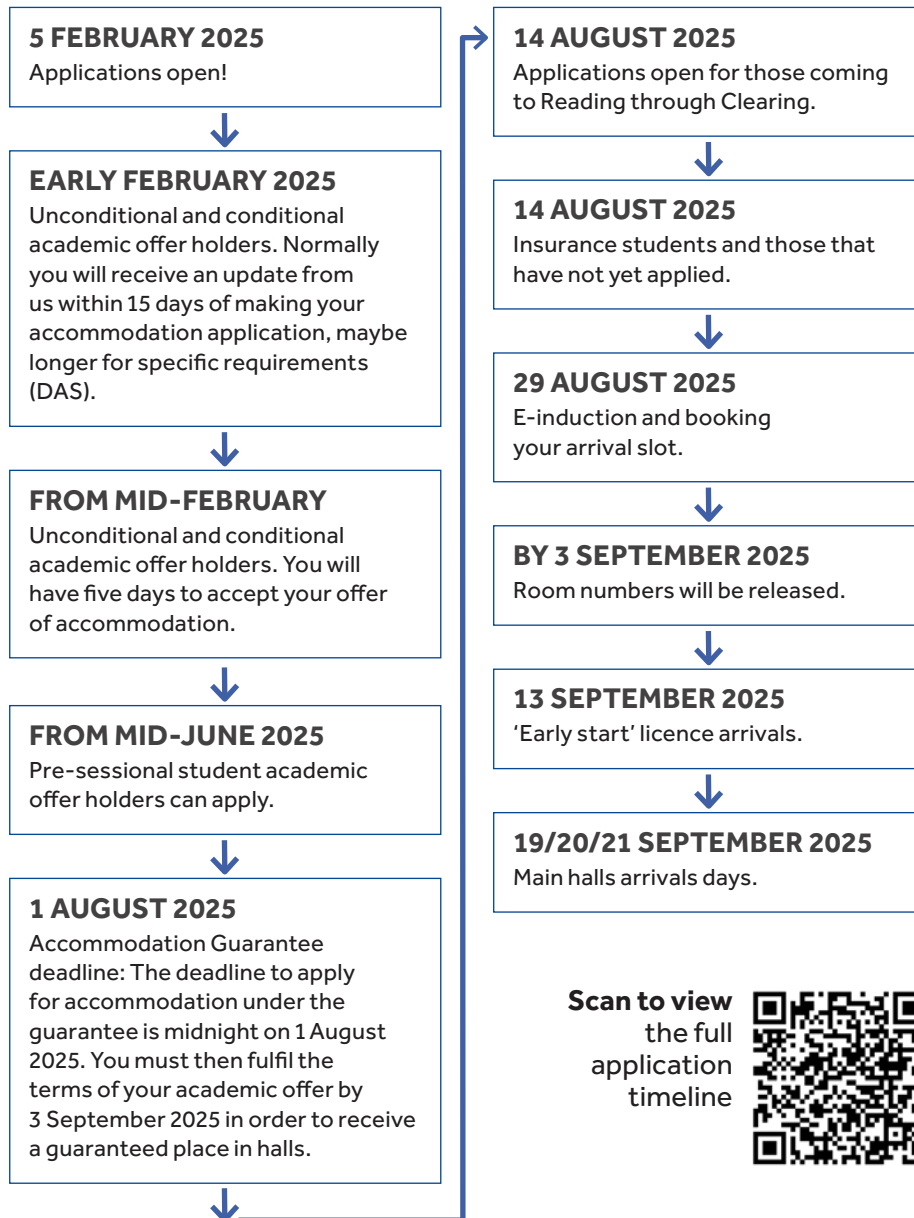 5 FEBRUARY 2025
Applications open!
EARLY FEBRUARY 2025
Unconditional and conditional
academic offer holders. Normally
you will receive an update from
us within 15 days of making your
accommodation application, maybe
longer for specific requirements
(DAS).
FROM MID-FEBRUARY
Unconditional and conditional
academic offer holders. You will
have five days to accept your offer
of accommodation.
FROM MID-JUNE 2025
Pre-sessional student academic
offer holders can apply.
1 AUGUST 2025
Accommodation Guarantee
deadline: The deadline to apply
for accommodation under the
guarantee is midnight on 1 August
2025. You must then fulfil the
terms of your academic offer by
3 September 2025 in order to receive
a guaranteed place in halls.
14 AUGUST 2025
Applications open for those coming
to Reading through Clearing.
14 AUGUST 2025
Insurance students and those that
have not yet applied.
29 AUGUST 2025
E-induction and booking
your arrival slot.
BY 3 SEPTEMBER 2025
Room numbers will be released.
13 SEPTEMBER 2025
‘Early start’ licence arrivals.
19/20/21 SEPTEMBER 2025
Main halls arrivals days.
Scan to view
the full
application
timeline